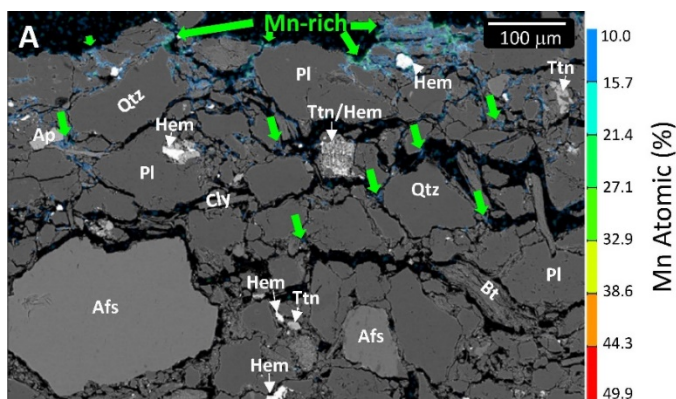 A
Mn-rich
100 µm
Hem
Ttn
Pl
Qtz
Ttn/Hem
Ap
Hem
Pl
Cly
Qtz
Pl
Bt
Afs
Hem
Ttn
Afs
Hem
10.0
15.7
21.4
27.1
32.9
38.6
44.3
49.9
Mn Atomic (%)